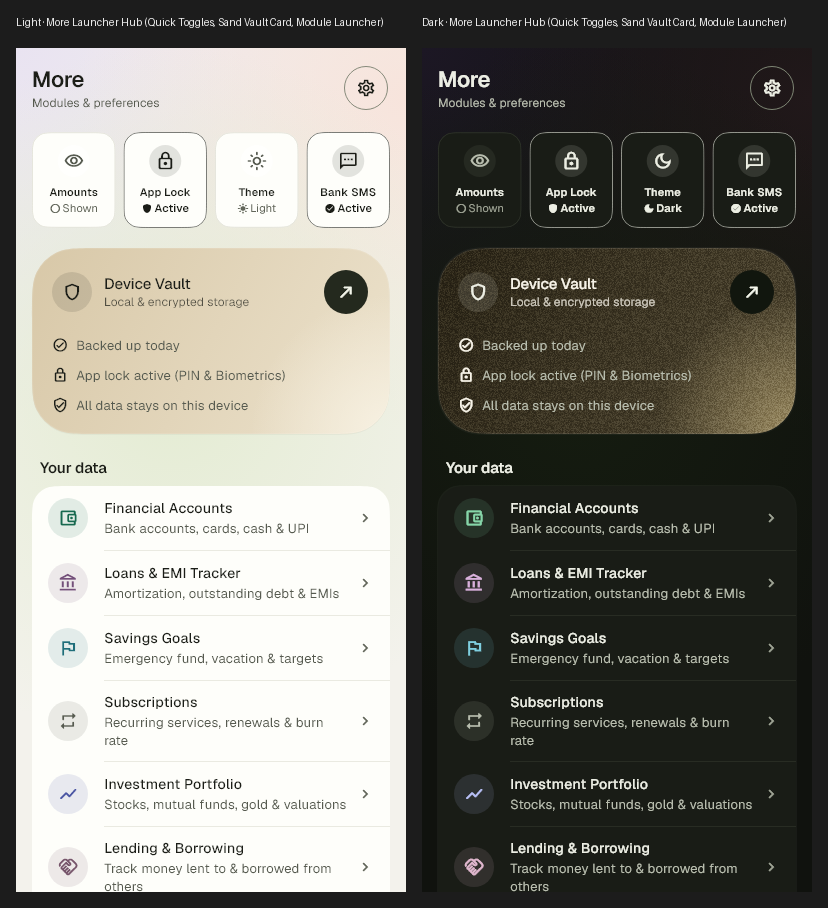 Light · More Launcher Hub (Quick Toggles, Sand Vault Card, Module Launcher)
More
Modules & preferences
Amounts
Shown
App Lock
Active
Theme
Light
Bank SMS
Active
Device Vault
Local & encrypted storage
Backed up today
App lock active (PIN & Biometrics)
All data stays on this device
Your data
Financial Accounts
Bank accounts, cards, cash & UPI
Loans & EMI Tracker
Amortization, outstanding debt & EMIs
Savings Goals
Emergency fund, vacation & targets
Subscriptions
Recurring services, renewals & burn
rate
Investment Portfolio
Stocks, mutual funds, gold & valuations
Lending & Borrowing
Track money lent to & borrowed from
others
Dark · More Launcher Hub (Quick Toggles, Sand Vault Card, Module Launcher)
More
Modules & preferences
Amounts
Shown
App Lock
Active
Theme
Dark
Bank SMS
Active
Device Vault
Local & encrypted storage
Backed up today
App lock active (PIN & Biometrics)
All data stays on this device
Your data
Financial Accounts
Bank accounts, cards, cash & UPI
Loans & EMI Tracker
Amortization, outstanding debt & EMIs
Savings Goals
Emergency fund, vacation & targets
Subscriptions
Recurring services, renewals & burn
rate
Investment Portfolio
Stocks, mutual funds, gold & valuations
Lending & Borrowing
Track money lent to & borrowed from
others